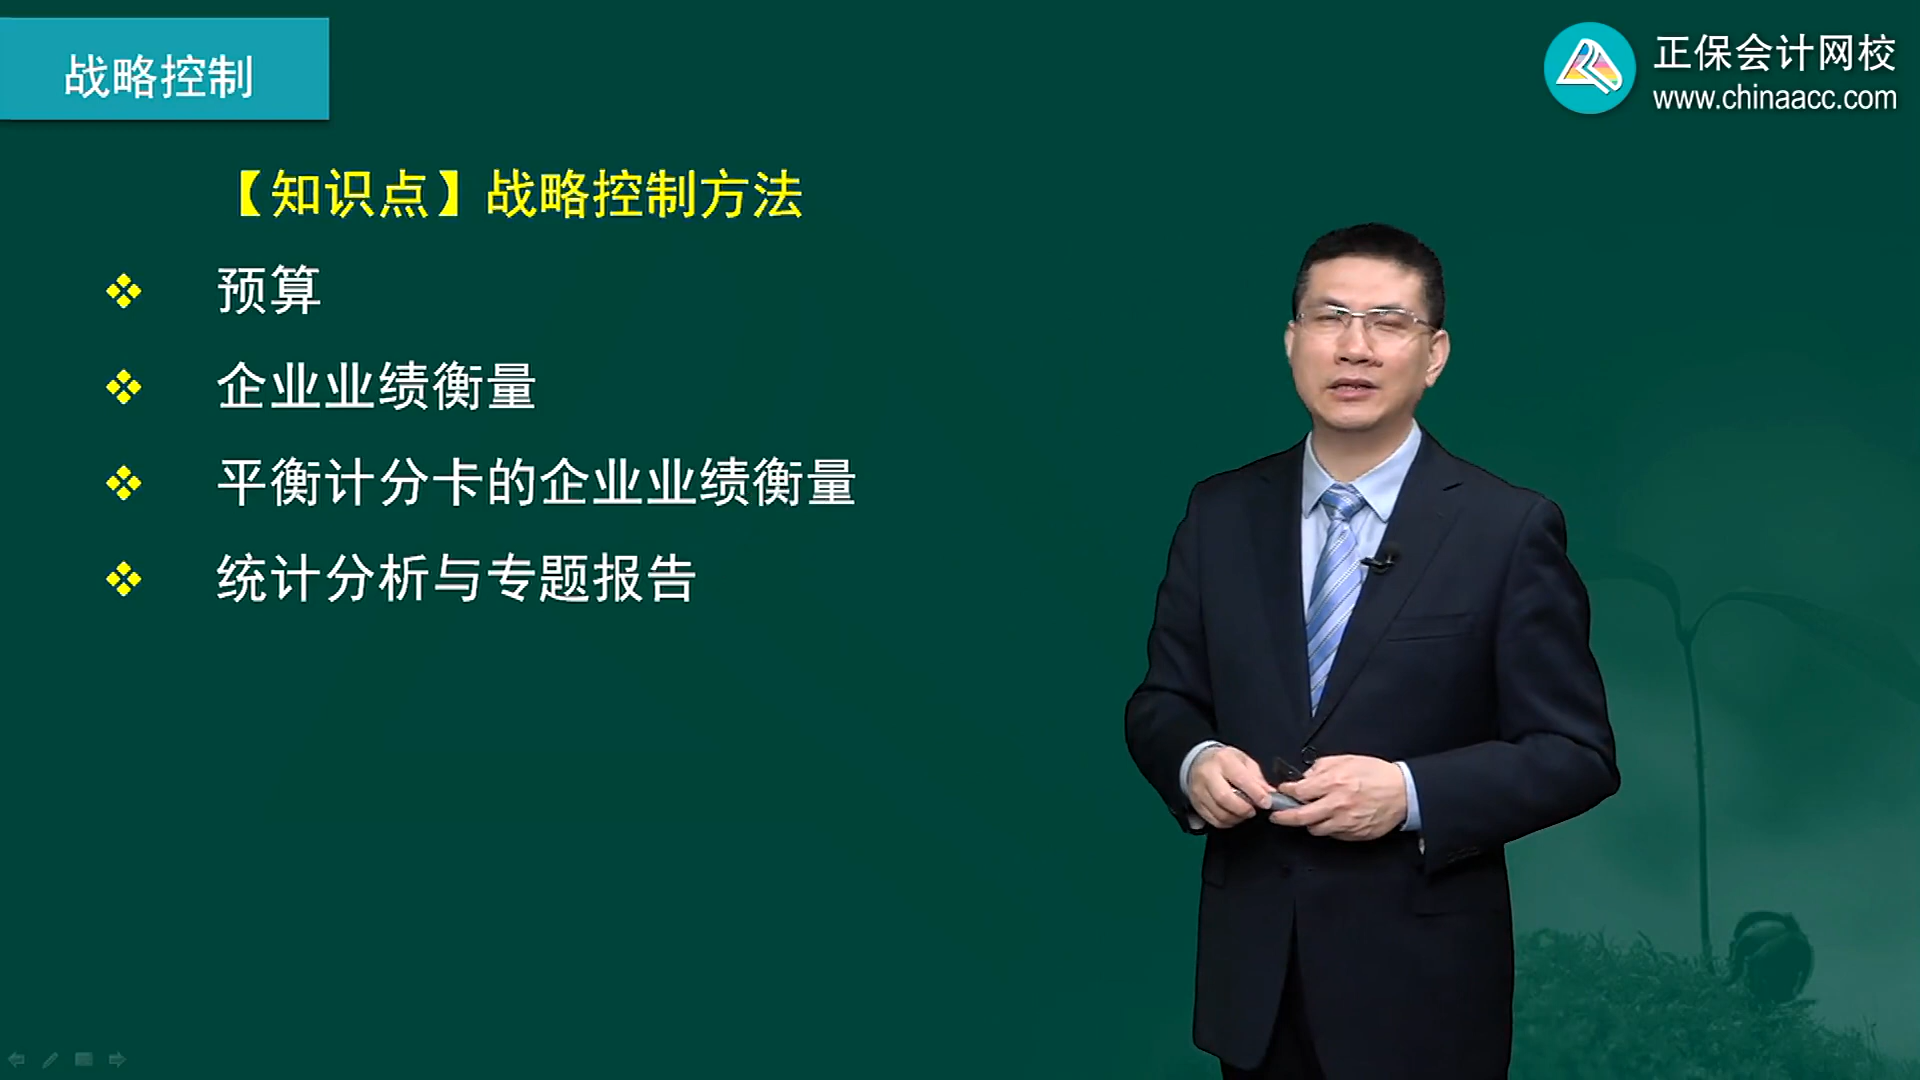 战略控制
正保会计网校
www.chinaacc.com
【知识点】战略控制方法
预算
企业业绩衡量
平衡计分卡的企业业绩衡量
统计分析与专题报告